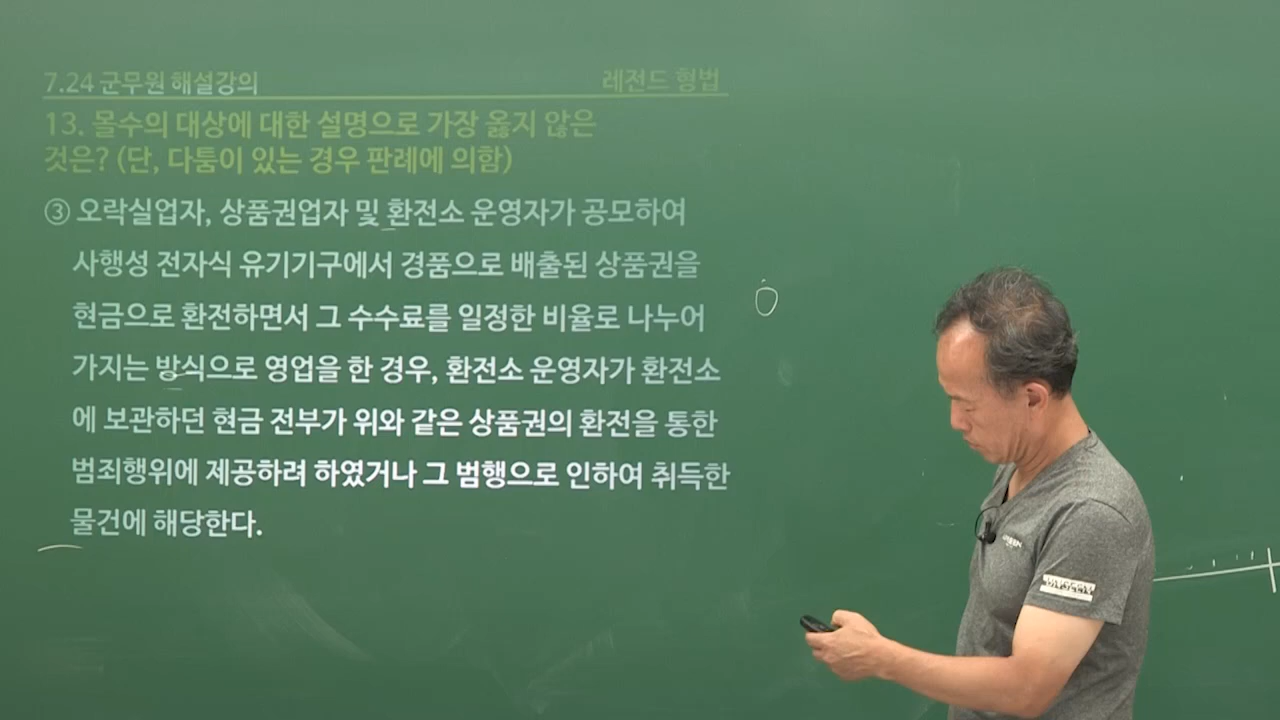 7.24 군무원 해설강의
레전드 형법
13. 몰수의 대상에 대한 설명으로 가장 옳지 않은
것은? (단, 다툼이 있는 경우 판례에 의함)
③ 오락실업자, 상품권업자 및 환전소 운영자가 공모하여
사행성 전자식 유기기구에서 경품으로 배출된 상품권을
현금으로 환전하면서 그 수수료를 일정한 비율로 나누어
가지는 방식으로 영업을 한 경우, 환전소 운영자가 환전소
에 보관하던 현금 전부가 위와 같은 상품권의 환전을 통한
범죄행위에 제공하려 하였거나 그 범행으로 인하여 취득한
물건에 해당한다.